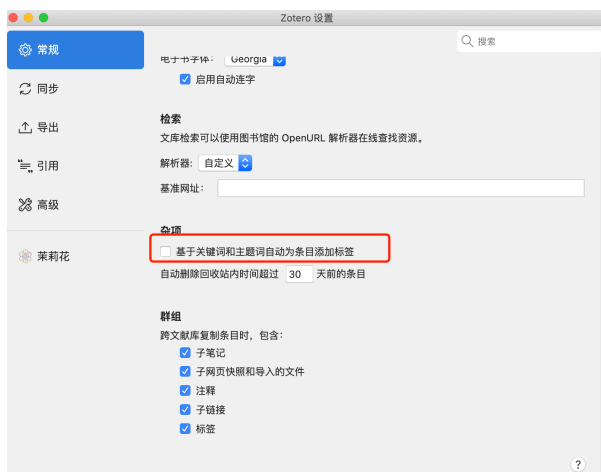 Zotero 设置
常规
搜索
同步
导出
引用
高级
茉莉花
电子书字体: Georgia
启用自动连字
检索
文库检索可以使用图书馆的 OpenURL 解析器在线查找资源。
解析器: 自定义
基准网址:
杂项
基于关键词和主题词自动为条目添加标签
自动删除回收站内时间超过 30 天前的条目
群组
跨文献库复制条目时，包含:
子笔记
子网页快照和导入的文件
注释
子链接
标签
?